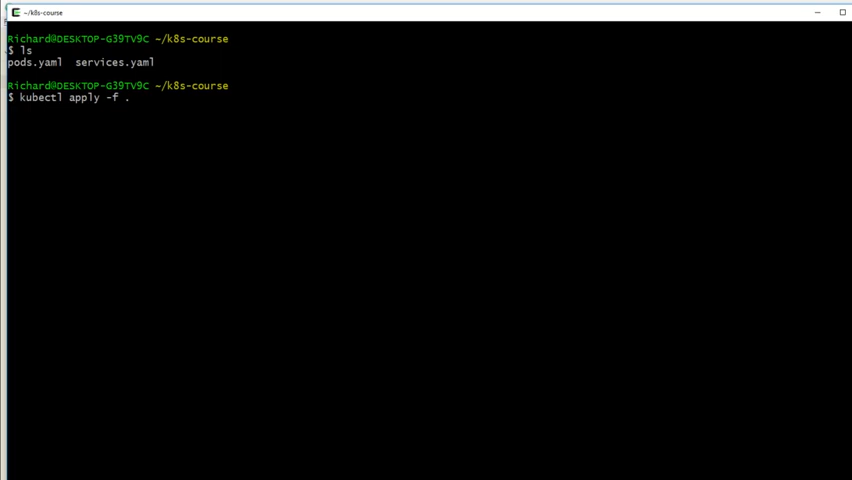 ~/k8s-course
Richard@DESKTOP-G39TV9C ~/k8s-course
$ ls
pods.yaml  services.yaml
Richard@DESKTOP-G39TV9C ~/k8s-course
$ kubectl apply -f .